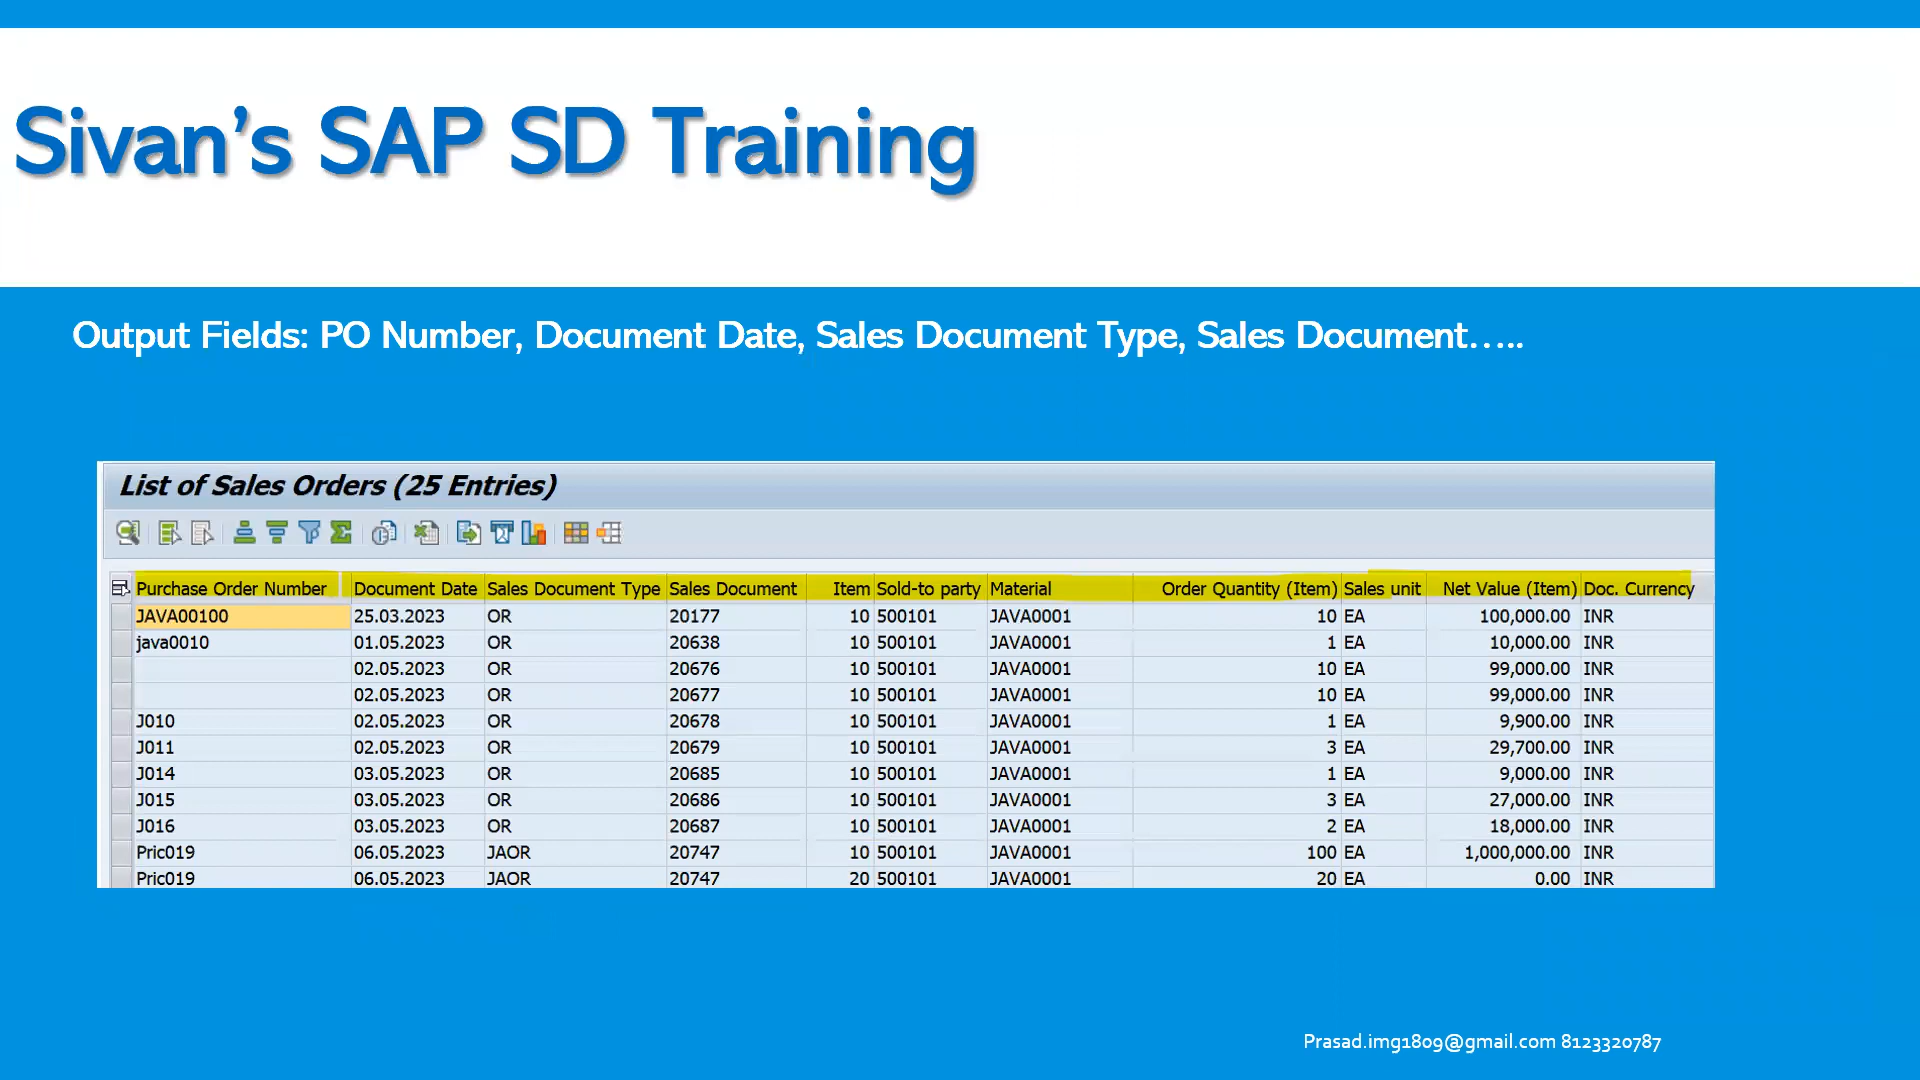 Sivan’s SAP SD Training
Output Fields: PO Number, Document Date, Sales Document Type, Sales Document…..
List of Sales Orders (25 Entries)
Purchase Order Number Document Date Sales Document Type Sales Document Item Sold-to party Material Order Quantity (Item) Sales unit Net Value (Item) Doc. Currency
JAVA00100 25.03.2023 OR 20177 10 500101 JAVA0001 10 EA 100,000.00 INR
java0010 01.05.2023 OR 20638 10 500101 JAVA0001 1 EA 10,000.00 INR
02.05.2023 OR 20676 10 500101 JAVA0001 10 EA 99,000.00 INR
02.05.2023 OR 20677 10 500101 JAVA0001 10 EA 99,000.00 INR
J010 02.05.2023 OR 20678 10 500101 JAVA0001 1 EA 9,900.00 INR
J011 02.05.2023 OR 20679 10 500101 JAVA0001 3 EA 29,700.00 INR
J014 03.05.2023 OR 20685 10 500101 JAVA0001 1 EA 9,000.00 INR
J015 03.05.2023 OR 20686 10 500101 JAVA0001 3 EA 27,000.00 INR
J016 03.05.2023 OR 20687 10 500101 JAVA0001 2 EA 18,000.00 INR
Pric019 06.05.2023 JAOR 20747 10 500101 JAVA0001 100 EA 1,000,000.00 INR
Pric019 06.05.2023 JAOR 20747 20 500101 JAVA0001 20 EA 0.00 INR
Prasad.img1809@gmail.com 8123320787